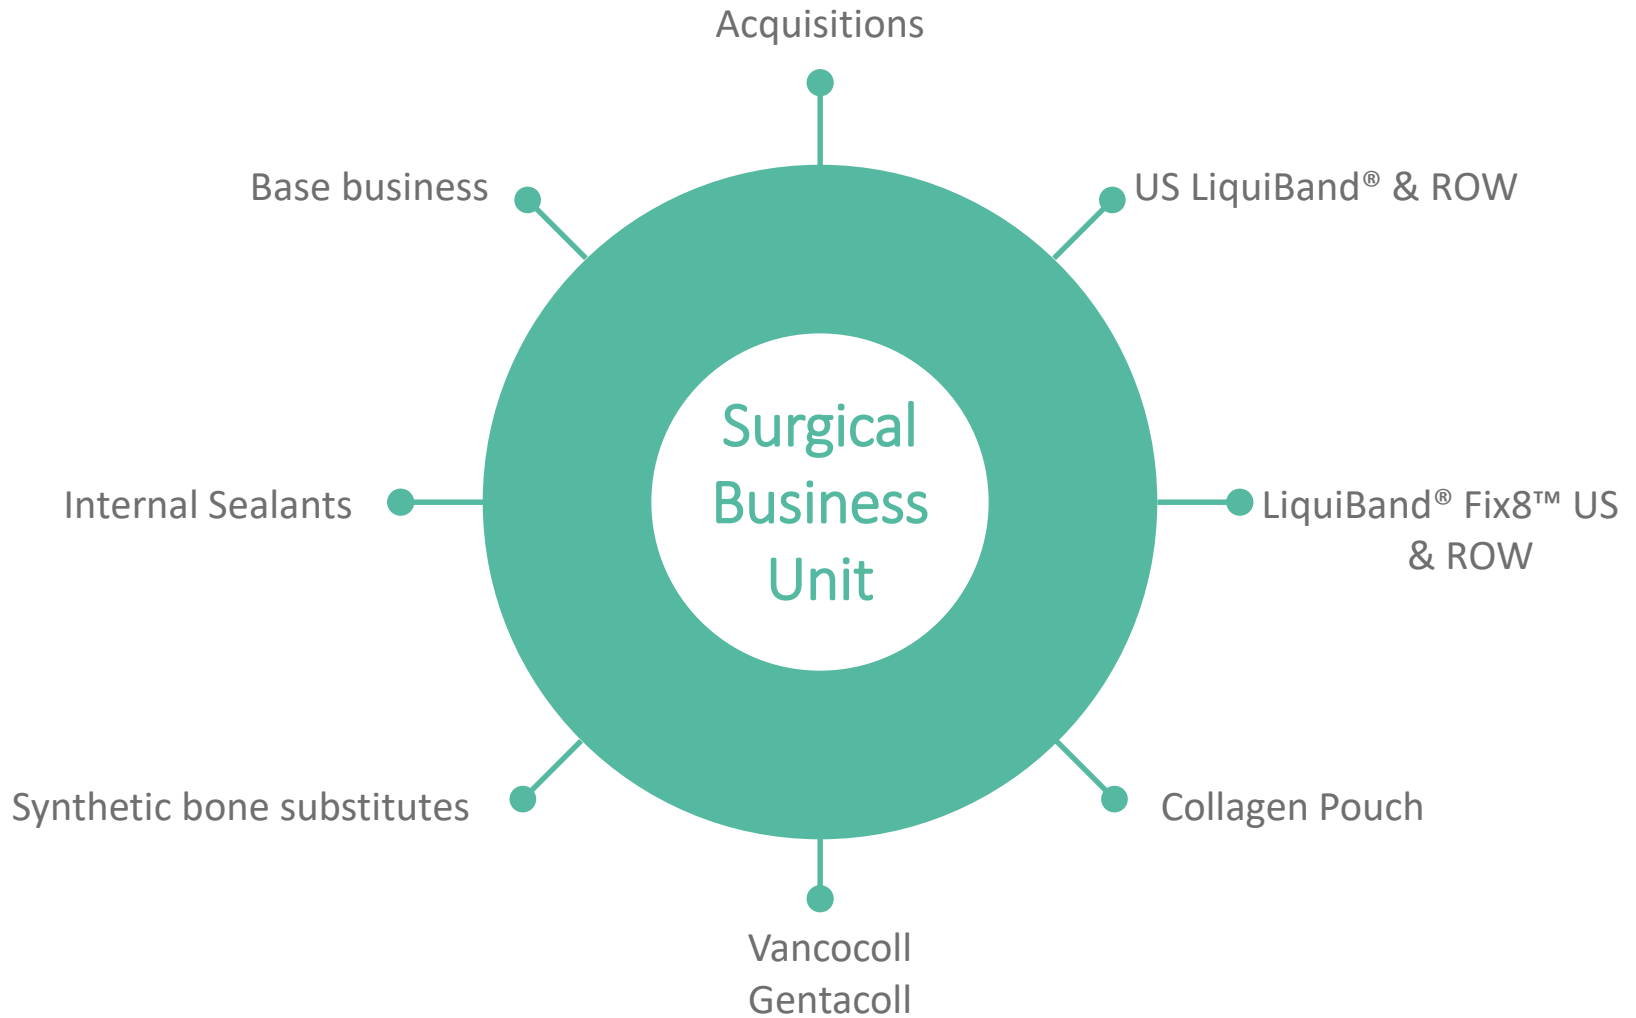 Acquisitions
Base business
US LiquiBand® & ROW
Surgical
Business
Unit
Internal Sealants
LiquiBand® Fix8™ US
& ROW
Synthetic bone substitutes
Collagen Pouch
Vancocoll
Gentacoll